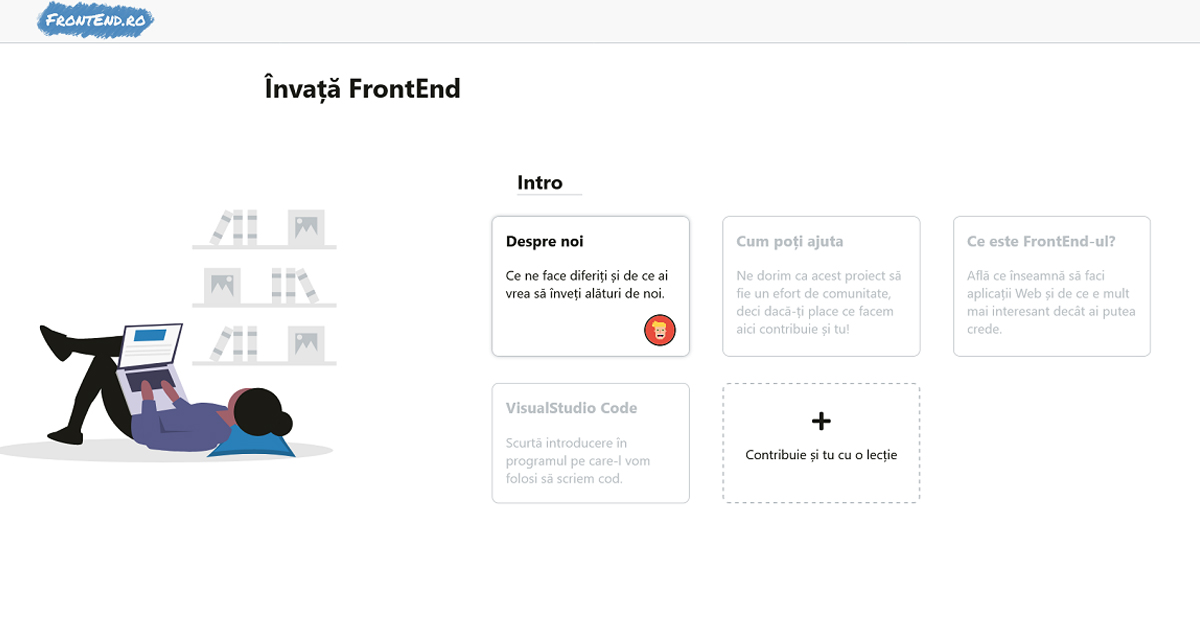 FRONTEND.RO
Învață FrontEnd
Intro
Despre noi
Ce ne face diferiți și de ce ai
vrea să înveți alături de noi.
Cum poți ajuta
Ne dorim ca acest proiect să
fie un efort de comunitate,
deci dacă-ți place ce facem
aici contribuie și tu!
Ce este FrontEnd-ul?
Află ce înseamnă să faci
aplicații Web și de ce e mult
mai interesant decât ai putea
crede.
VisualStudio Code
Scurtă introducere în
programul pe care-l vom
folosi să scriem cod.
Contribuie și tu cu o lecție